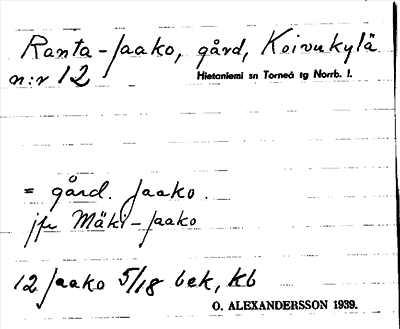 Ranta-Jaako, gård, Koivukylä
n:r 12 Hietaniemi sn Torneå tg Norrb. l.
= gård. Jaako.
jfr Mäki-Jaako
12 Jaako 5/18 bek, kb
O. ALEXANDERSSON 1939.